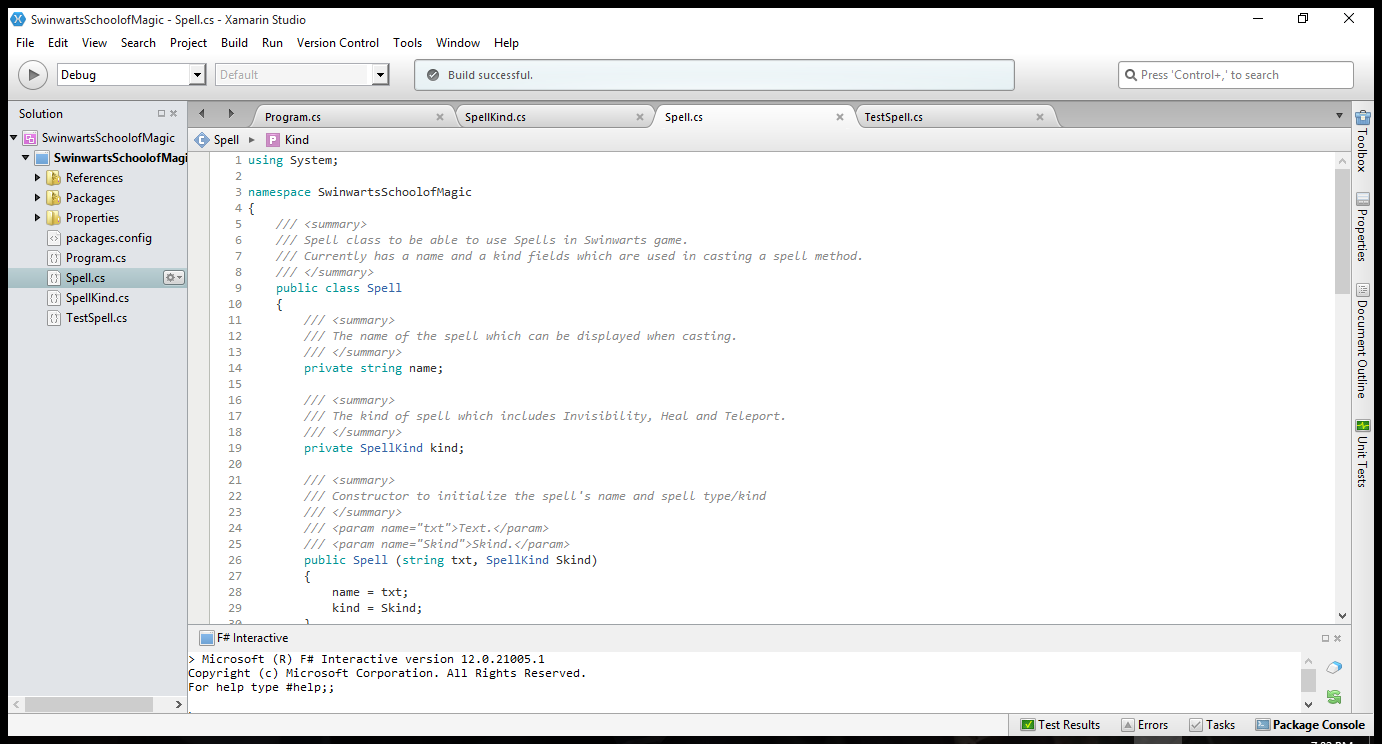 SwinwartsSchoolofMagic - Spell.cs - Xamarin Studio
File Edit View Search Project Build Run Version Control Tools Window Help
Debug Default Build successful. Press 'Control+,' to search
Solution
SwinwartsSchoolofMagic
SwinwartsSchoolofMagi
References
Packages
Properties
packages.config
Program.cs
Spell.cs
SpellKind.cs
TestSpell.cs
Program.cs SpellKind.cs Spell.cs TestSpell.cs
Spell Kind
1 using System;
2
3 namespace SwinwartsSchoolofMagic
4 {
5 /// <summary>
6 /// Spell class to be able to use Spells in Swinwarts game.
7 /// Currently has a name and a kind fields which are used in casting a spell method.
8 /// </summary>
9 public class Spell
10 {
11 /// <summary>
12 /// The name of the spell which can be displayed when casting.
13 /// </summary>
14 private string name;
15
16 /// <summary>
17 /// The kind of spell which includes Invisibility, Heal and Teleport.
18 /// </summary>
19 private SpellKind kind;
20
21 /// <summary>
22 /// Constructor to initialize the spell's name and spell type/kind
23 /// </summary>
24 /// <param name="txt">Text.</param>
25 /// <param name="Skind">Skind.</param>
26 public Spell (string txt, SpellKind Skind)
27 {
28 name = txt;
29 kind = Skind;
30 }
Toolbox
Properties
Document Outline
Unit Tests
F# Interactive
> Microsoft (R) F# Interactive version 12.0.21005.1
Copyright (c) Microsoft Corporation. All Rights Reserved.
For help type #help;;
Test Results Errors Tasks Package Console